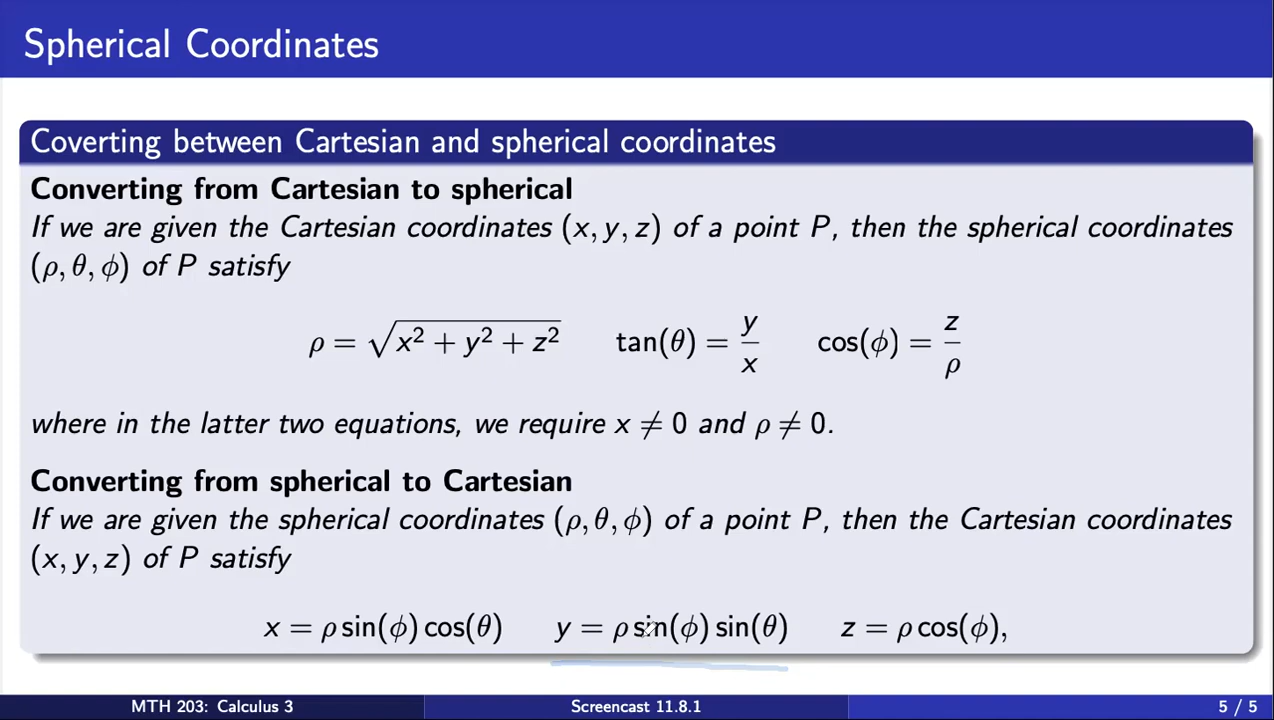 Spherical Coordinates
Coverting between Cartesian and spherical coordinates
Converting from Cartesian to spherical
If we are given the Cartesian coordinates (x, y, z) of a point P, then the spherical coordinates
(ρ, θ, ϕ) of P satisfy
ρ = √(x² + y² + z²) tan(θ) = y/x cos(ϕ) = z/ρ
where in the latter two equations, we require x ≠ 0 and ρ ≠ 0.
Converting from spherical to Cartesian
If we are given the spherical coordinates (ρ, θ, ϕ) of a point P, then the Cartesian coordinates
(x, y, z) of P satisfy
x = ρ sin(ϕ) cos(θ) y = ρ sin(ϕ) sin(θ) z = ρ cos(ϕ),
MTH 203: Calculus 3 Screencast 11.8.1 5 / 5